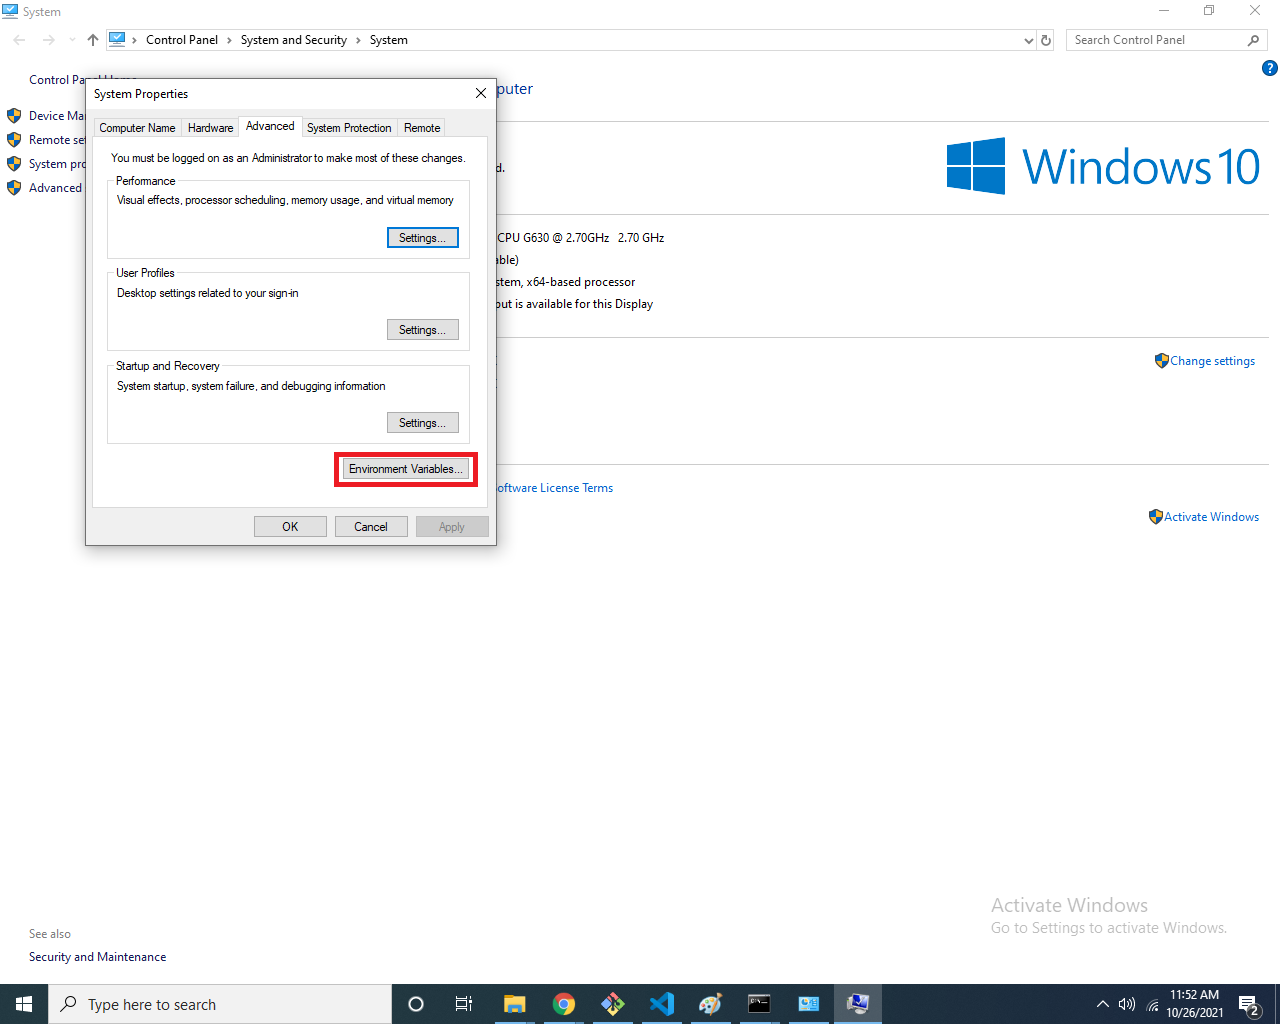 System
Control Panel > System and Security > System
Search Control Panel
Control Panel Home
System Properties
puter
Computer Name Hardware Advanced System Protection Remote
Device Ma
Remote se
System pro
Advanced
You must be logged on as an Administrator to make most of these changes.
d.
Windows 10
Performance
Visual effects, processor scheduling, memory usage, and virtual memory
Settings...
CPU G630 @ 2.70GHz 2.70 GHz
able)
User Profiles
stem, x64-based processor
Desktop settings related to your sign-in
put is available for this Display
Settings...
Startup and Recovery
Change settings
System startup, system failure, and debugging information
Settings...
Environment Variables...
oftware License Terms
OK Cancel Apply
Activate Windows
Activate Windows
Go to Settings to activate Windows.
See also
Security and Maintenance
Type here to search
11:52 AM
10/26/2021
2